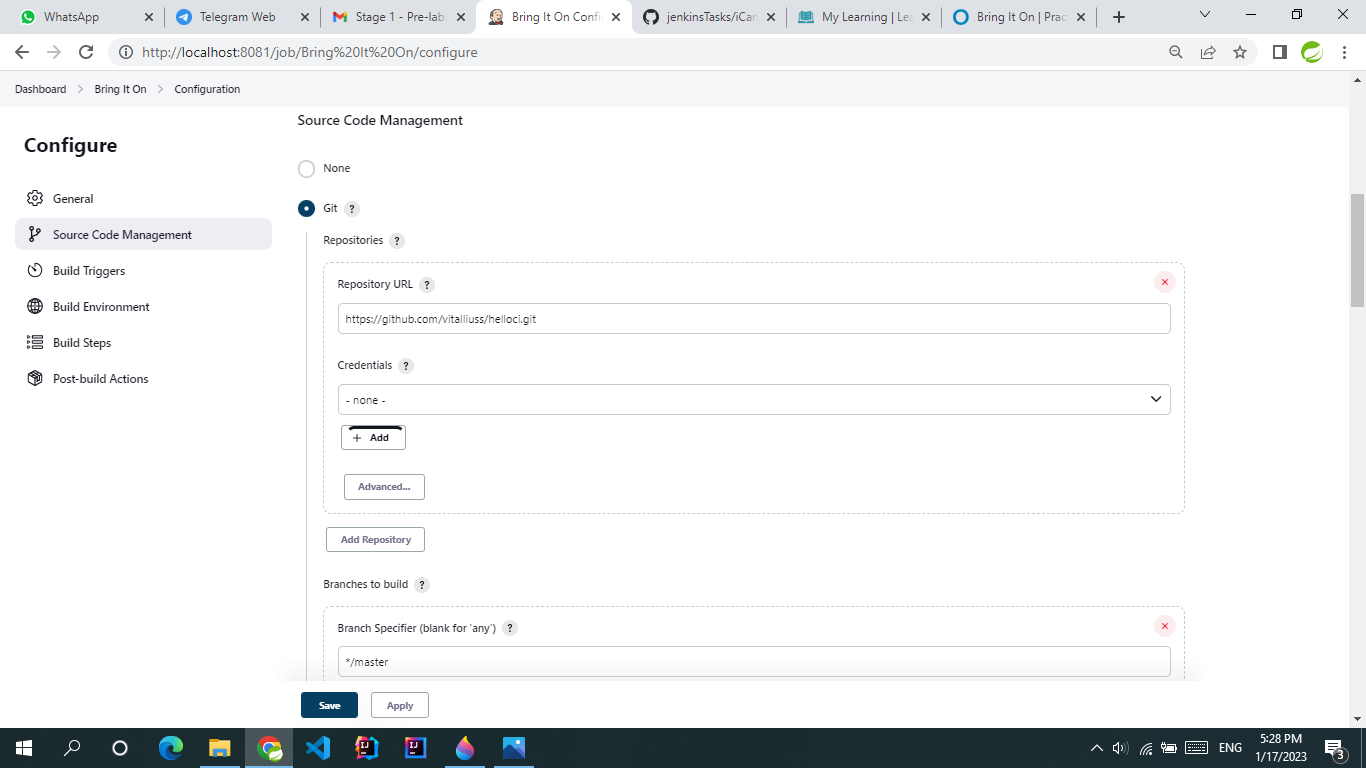 WhatsApp
Telegram Web
Stage 1 - Pre-lab
Bring It On Confi
jenkinsTasks/iCan
My Learning | Lea
Bring It On | Prac
http://localhost:8081/job/Bring%20It%20On/configure
Dashboard > Bring It On > Configuration
Configure
General
Source Code Management
Build Triggers
Build Environment
Build Steps
Post-build Actions
Source Code Management
None
Git ?
Repositories ?
Repository URL ?
https://github.com/vitalliuss/helloci.git
Credentials ?
- none -
+ Add
Advanced...
Add Repository
Branches to build ?
Branch Specifier (blank for 'any') ?
*/master
Save
Apply
ENG
5:28 PM
1/17/2023
3